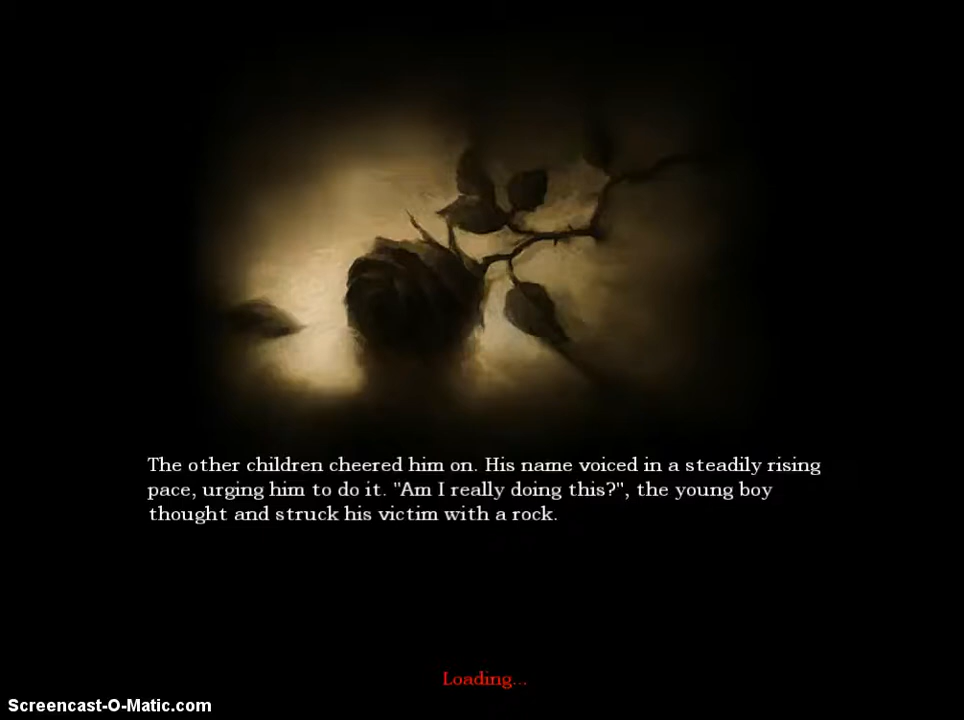 The other children cheered him on. His name voiced in a steadily rising
pace, urging him to do it. "Am I really doing this?", the young boy
thought and struck his victim with a rock.
Loading...
Screencast-O-Matic.com